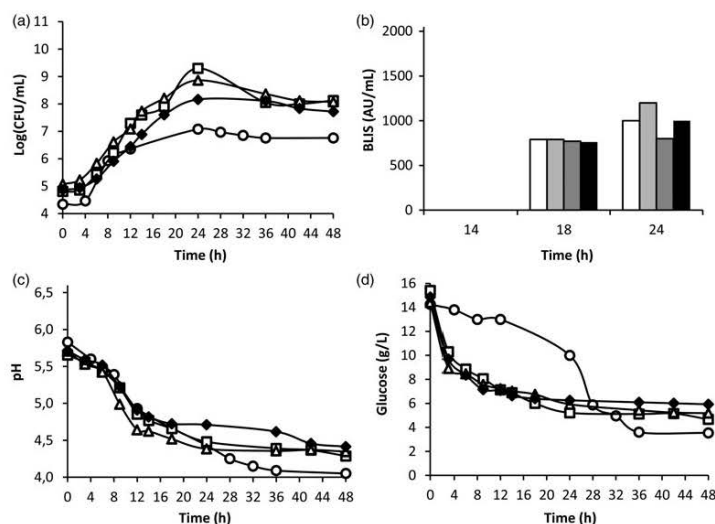 (a)
11
10
9
8
7
6
5
4
Log(CFU/mL)
0 4 8 12 16 20 24 28 32 36 40 44 48
Time (h)
(b)
2000
1500
1000
500
0
BLIS (AU/mL)
14 18 24
Time (h)
(c)
6,5
6,0
5,5
5,0
4,5
4,0
pH
0 4 8 12 16 20 24 28 32 36 40 44 48
Time (h)
(d)
16
14
12
10
8
6
4
2
0
Glucose (g/L)
0 4 8 12 16 20 24 28 32 36 40 44 48
Time (h)